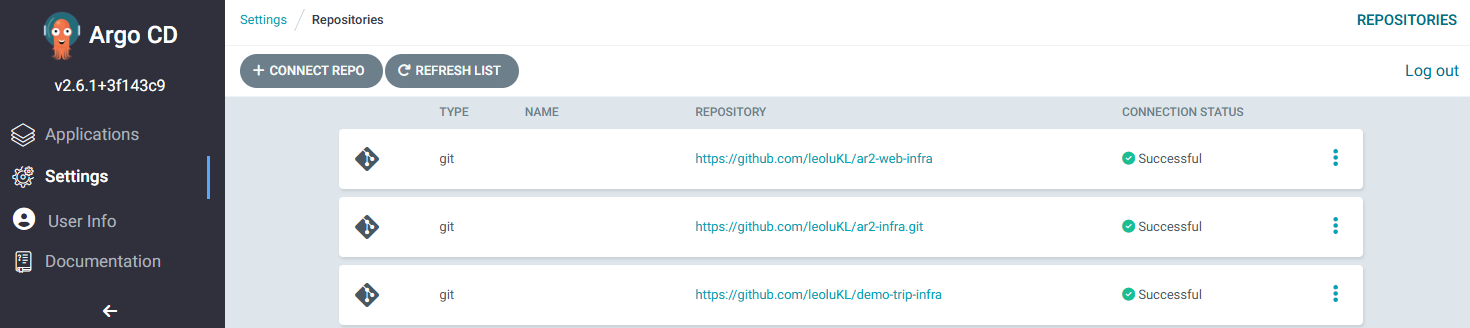 Argo CD
v2.6.1+3f143c9
Applications
Settings
User Info
Documentation
Settings / Repositories
REPOSITORIES
CONNECT REPO
REFRESH LIST
Log out
TYPE NAME REPOSITORY CONNECTION STATUS
git https://github.com/leoluKL/ar2-web-infra Successful
git https://github.com/leoluKL/ar2-infra.git Successful
git https://github.com/leoluKL/demo-trip-infra Successful